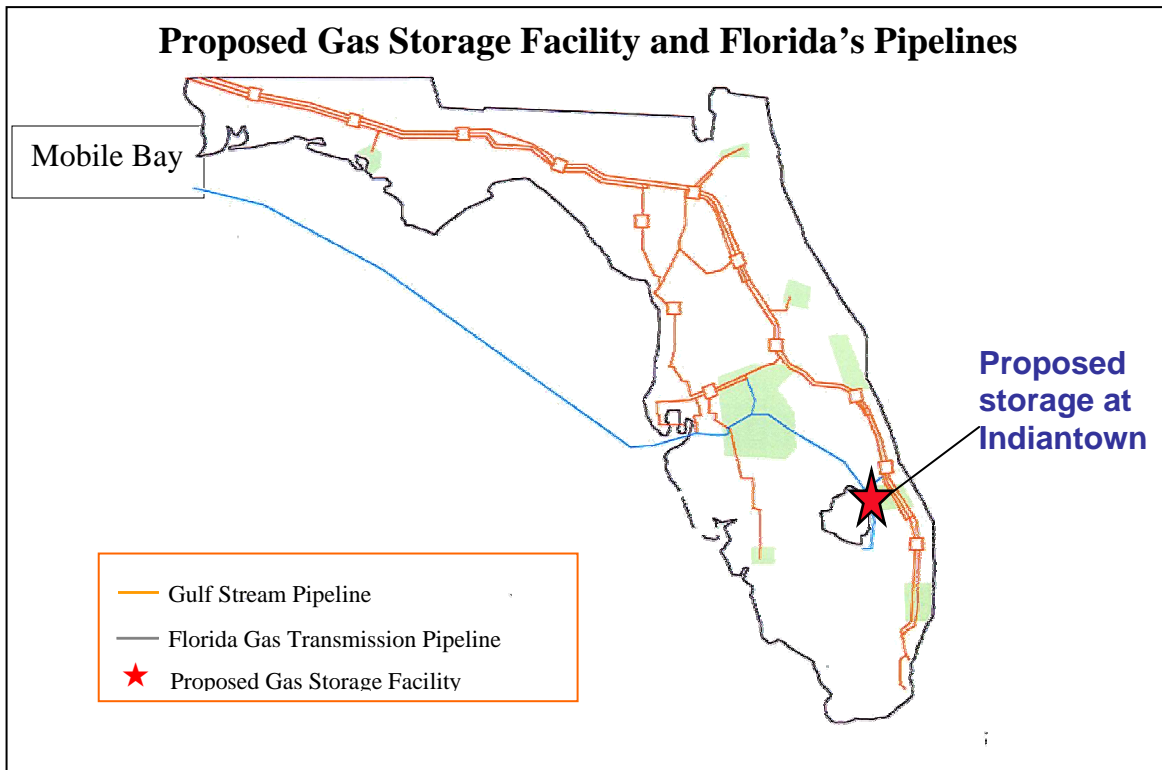 Proposed Gas Storage Facility and Florida's Pipelines
Mobile Bay
Proposed
storage at
Indiantown
Gulf Stream Pipeline
Florida Gas Transmission Pipeline
Proposed Gas Storage Facility